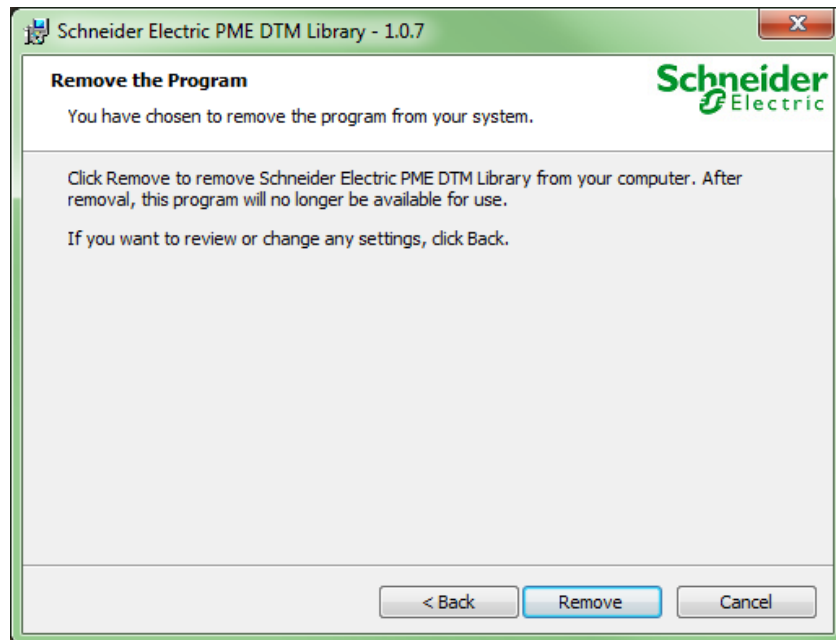 Schneider Electric PME DTM Library - 1.0.7
Remove the Program
You have chosen to remove the program from your system.
Schneider
Electric
Click Remove to remove Schneider Electric PME DTM Library from your computer. After
removal, this program will no longer be available for use.
If you want to review or change any settings, click Back.
< Back
Remove
Cancel